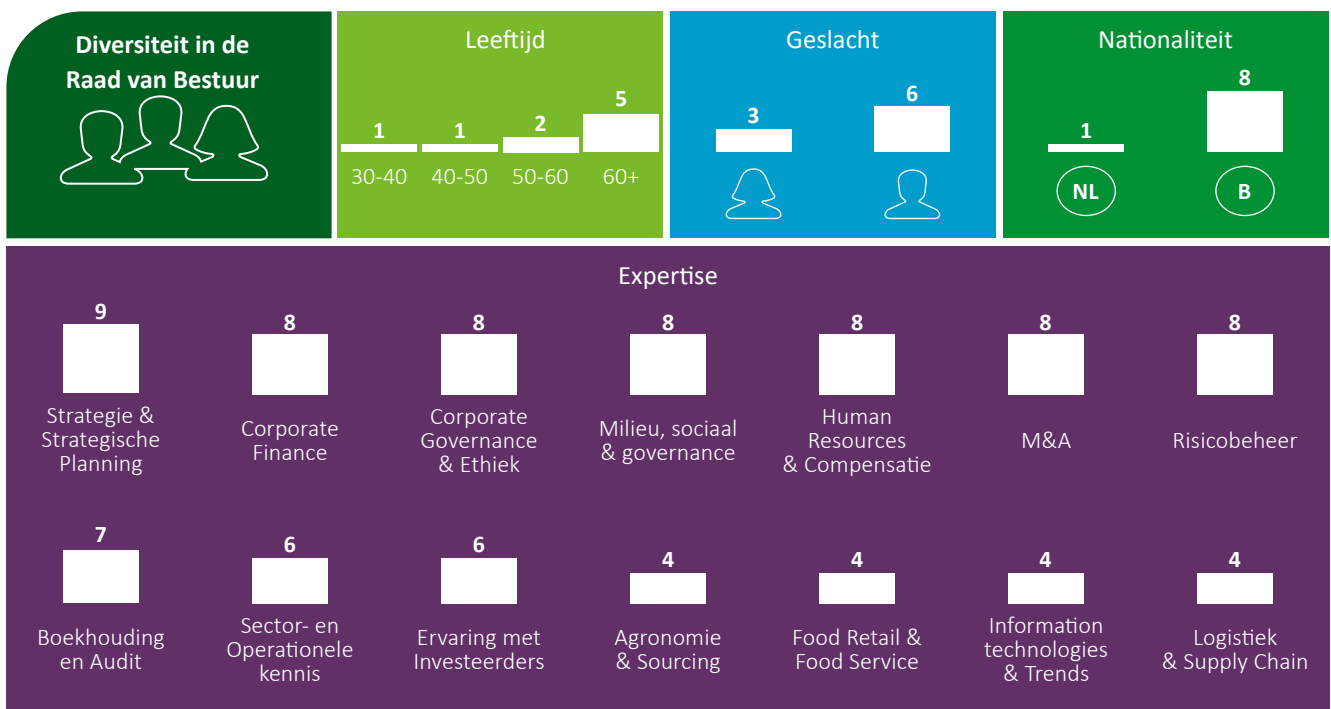 Diversiteit in de
Raad van Bestuur
Leeftijd
1 1 2 5
30-40 40-50 50-60 60+
Geslacht
3 6
Nationaliteit
1 8
NL B
Expertise
9 8 8 8 8 8 8
Strategie &
Strategische
Planning
Corporate
Finance
Corporate
Governance
& Ethiek
Milieu, sociaal
& governance
Human
Resources
& Compensatie
M&A
Risicobeheer
7 6 6 4 4 4 4
Boekhouding
en Audit
Sector- en
Operationele
kennis
Ervaring met
Investeerders
Agronomie
& Sourcing
Food Retail &
Food Service
Information
technologies
& Trends
Logistiek
& Supply Chain